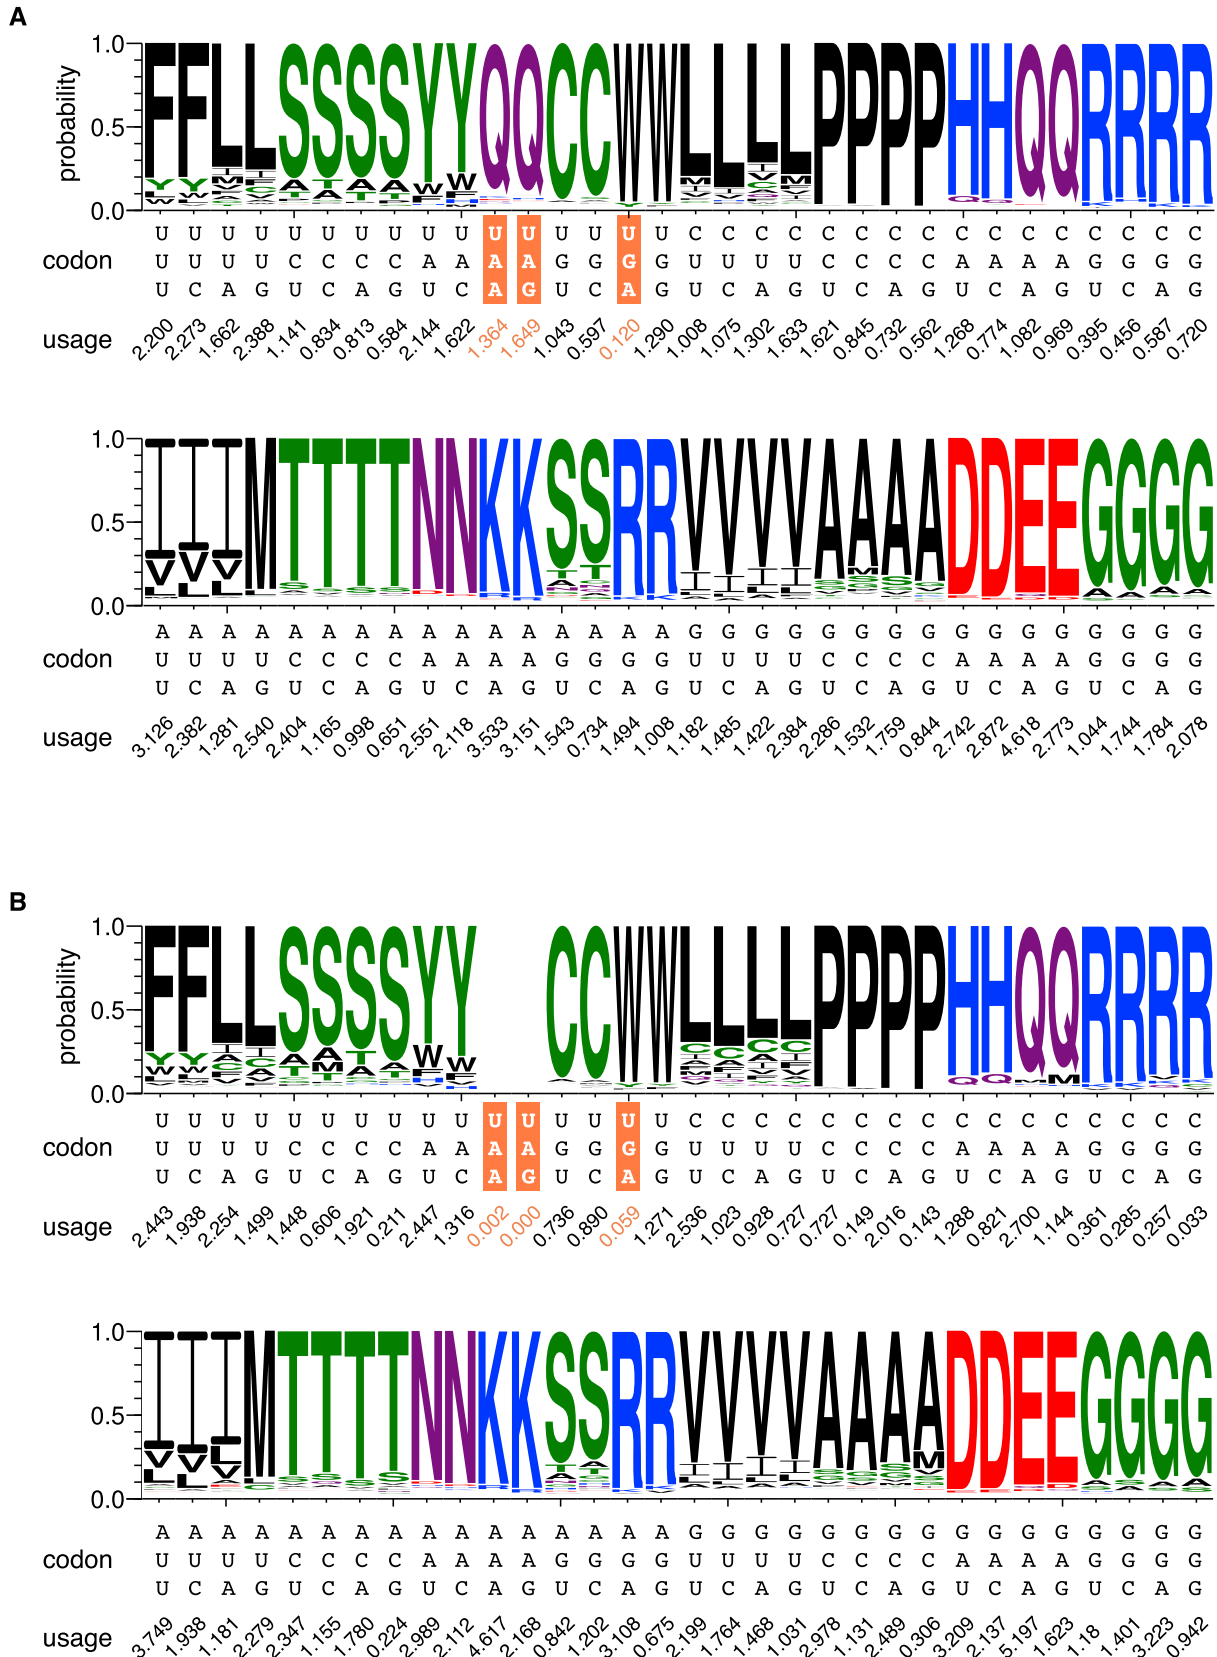 A
1.0
probability
0.5
0.0
F F L L S S S S Y Y Q Q C C W W L L L L P P P P H H Q Q R R R R
U U U U U U U U U U U U U U U U C C C C C C C C C C C C C C C C
codon U U U U C C C C A A A A G G G G U U U U C C C C A A A A G G G G
U C A G U C A G U C A G U C A G U C A G U C A G U C A G U C A G
usage 2.200 2.273 1.662 2.388 1.141 0.834 0.813 0.584 2.144 1.622 1.364 1.649 1.043 0.597 0.120 1.290 1.008 1.075 1.302 1.633 1.621 0.845 0.732 0.562 1.268 0.774 1.082 0.969 0.395 0.456 0.587 0.720
1.0
0.5
0.0
I I I M T T T T N N K K S S R R V V V V A A A A D D E E G G G G
A A A A A A A A A A A A A A A A G G G G G G G G G G G G G G G G
codon U U U U C C C C A A A A G G G G U U U U C C C C A A A A G G G G
U C A G U C A G U C A G U C A G U C A G U C A G U C A G U C A G
usage 3.126 2.382 1.281 2.540 2.404 1.165 0.998 0.651 2.551 2.118 3.533 3.151 1.543 0.734 1.494 1.008 1.182 1.485 1.422 2.384 2.286 1.532 1.759 0.844 2.742 2.872 4.618 2.773 1.044 1.744 1.784 2.078
B
1.0
probability
0.5
0.0
F F L L S S S S Y Y C C W W L L L L P P P P H H Q Q R R R R
U U U U U U U U U U U U U U U U C C C C C C C C C C C C C C C C
codon U U U U C C C C A A A A G G G G U U U U C C C C A A A A G G G G
U C A G U C A G U C A G U C A G U C A G U C A G U C A G U C A G
usage 2.443 1.938 2.254 1.499 1.448 0.606 1.921 0.211 2.447 1.316 0.002 0.000 0.736 0.890 0.059 1.271 2.536 1.023 0.928 0.727 0.727 0.149 2.016 0.143 1.288 0.821 2.700 1.144 0.361 0.285 0.257 0.033
1.0
0.5
0.0
I I I M T T T T N N K K S S R R V V V V A A A A D D E E G G G G
A A A A A A A A A A A A A A A A G G G G G G G G G G G G G G G G
codon U U U U C C C C A A A A G G G G U U U U C C C C A A A A G G G G
U C A G U C A G U C A G U C A G U C A G U C A G U C A G U C A G
usage 3.749 1.938 1.181 2.279 2.347 1.155 1.780 0.224 2.989 2.112 4.617 2.168 0.842 1.202 3.108 0.675 2.199 1.764 1.468 1.031 2.978 1.131 2.489 0.306 3.209 2.137 5.197 1.623 1.18 1.401 3.223 0.942